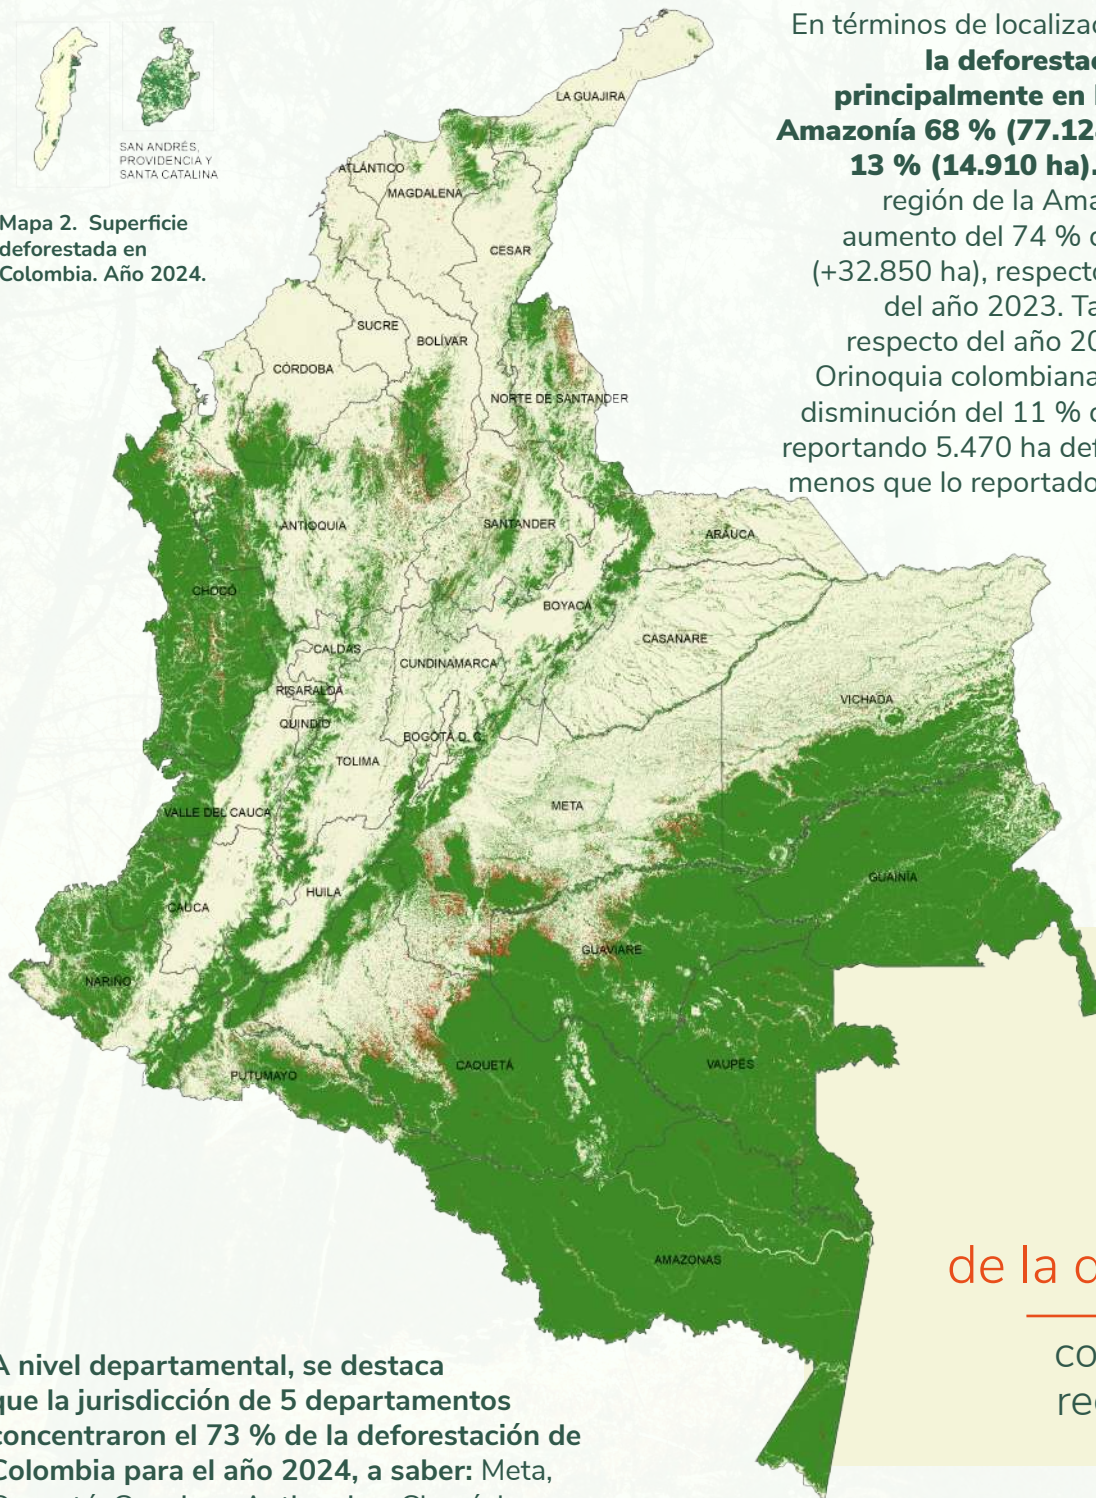 SAN ANDRÉS,
PROVIDENCIA Y
SANTA CATALINA
Mapa 2. Superficie
deforestada en
Colombia. Año 2024.
En términos de localizac
la deforestac
principalmente en l
Amazonía 68 % (77.12
13 % (14.910 ha).
región de la Ama
aumento del 74 % d
(+32.850 ha), respecto
del año 2023. Ta
respecto del año 20
Orinoquia colombiana
disminución del 11 % d
reportando 5.470 ha def
menos que lo reportado
LA GUAJIRA
ATLÁNTICO
MAGDALENA
CESAR
SUCRE
BOLÍVAR
CÓRDOBA
NORTE DE SANTANDER
ANTIOQUIA
SANTANDER
ARAUCA
CHOCÓ
BOYACÁ
CASANARE
CALDAS
CUNDINAMARCA
RISARALDA
VICHADA
QUINDIO
BOGOTÁ D. C.
TOLIMA
META
VALLE DEL CAUCA
GUAINÍA
HUILA
CAUCA
GUAVIARE
NARIÑO
CAQUETÁ
VAUPÉS
PUTUMAYO
AMAZONAS
de la d
co
re
A nivel departamental, se destaca
que la jurisdicción de 5 departamentos
concentraron el 73 % de la deforestación de
Colombia para el año 2024, a saber: Meta,